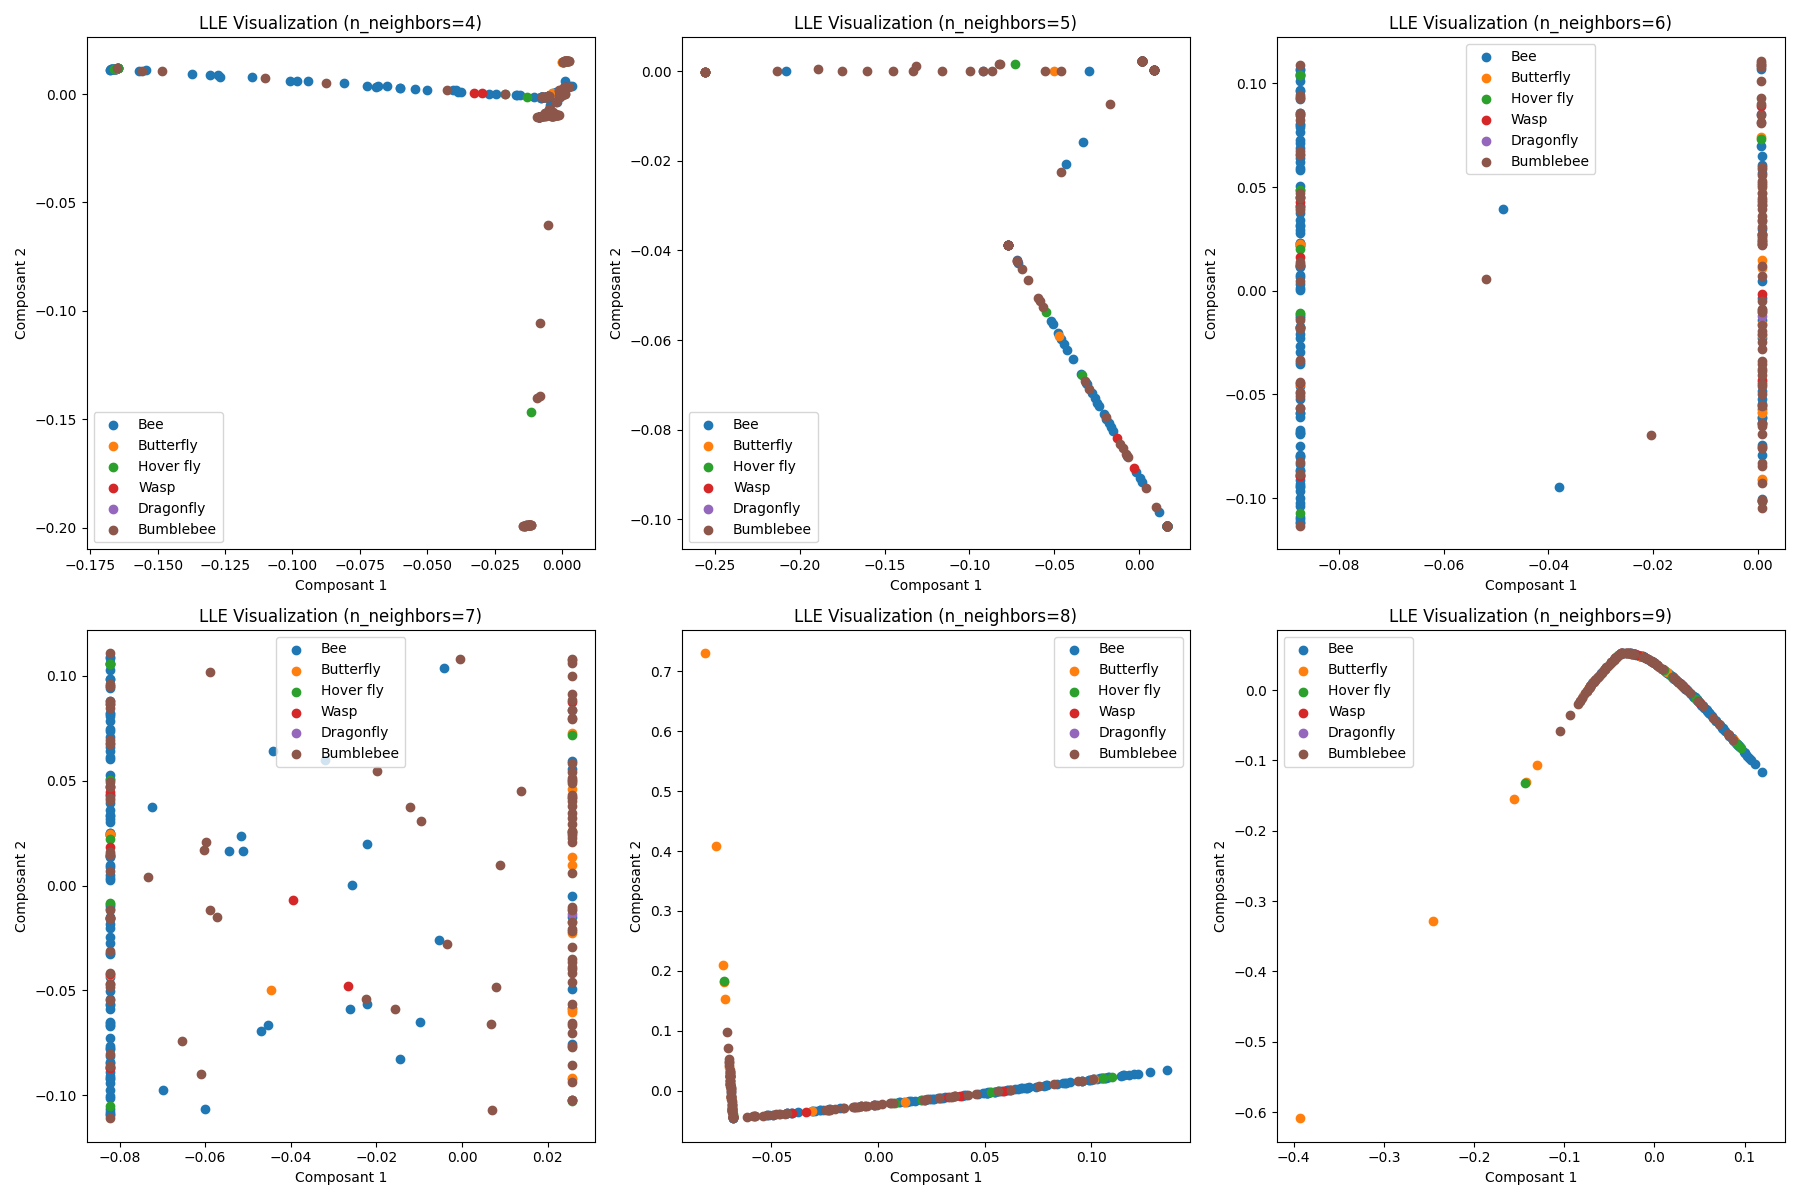 LLE Visualization (n_neighbors=4)
0.00
−0.05
−0.10
−0.15
−0.20
Composant 2
−0.175 −0.150 −0.125 −0.100 −0.075 −0.050 −0.025 0.000
Composant 1
Bee
Butterfly
Hover fly
Wasp
Dragonfly
Bumblebee
LLE Visualization (n_neighbors=5)
0.00
−0.02
−0.04
−0.06
−0.08
−0.10
Composant 2
−0.25 −0.20 −0.15 −0.10 −0.05 0.00
Composant 1
Bee
Butterfly
Hover fly
Wasp
Dragonfly
Bumblebee
LLE Visualization (n_neighbors=6)
0.10
0.05
0.00
−0.05
−0.10
Composant 2
−0.08 −0.06 −0.04 −0.02 0.00
Composant 1
Bee
Butterfly
Hover fly
Wasp
Dragonfly
Bumblebee
LLE Visualization (n_neighbors=7)
0.10
0.05
0.00
−0.05
−0.10
Composant 2
−0.08 −0.06 −0.04 −0.02 0.00 0.02
Composant 1
Bee
Butterfly
Hover fly
Wasp
Dragonfly
Bumblebee
LLE Visualization (n_neighbors=8)
0.7
0.6
0.5
0.4
0.3
0.2
0.1
0.0
Composant 2
−0.05 0.00 0.05 0.10
Composant 1
Bee
Butterfly
Hover fly
Wasp
Dragonfly
Bumblebee
LLE Visualization (n_neighbors=9)
0.0
−0.1
−0.2
−0.3
−0.4
−0.5
−0.6
Composant 2
−0.4 −0.3 −0.2 −0.1 0.0 0.1
Composant 1
Bee
Butterfly
Hover fly
Wasp
Dragonfly
Bumblebee